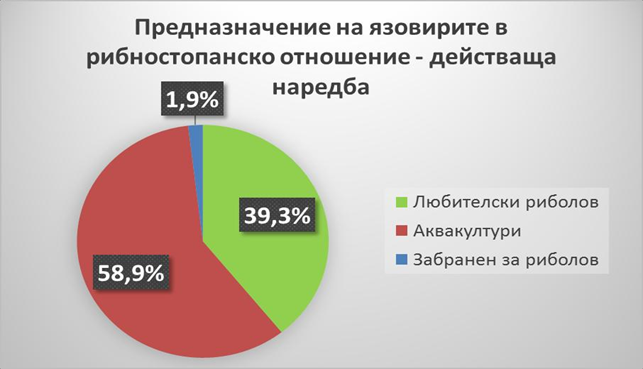 Предназначение на язовирите в
рибностопанско отношение - действаща
наредба
1,9%
39,3%
58,9%
Любителски риболов
Аквакултури
Забранен за риболов